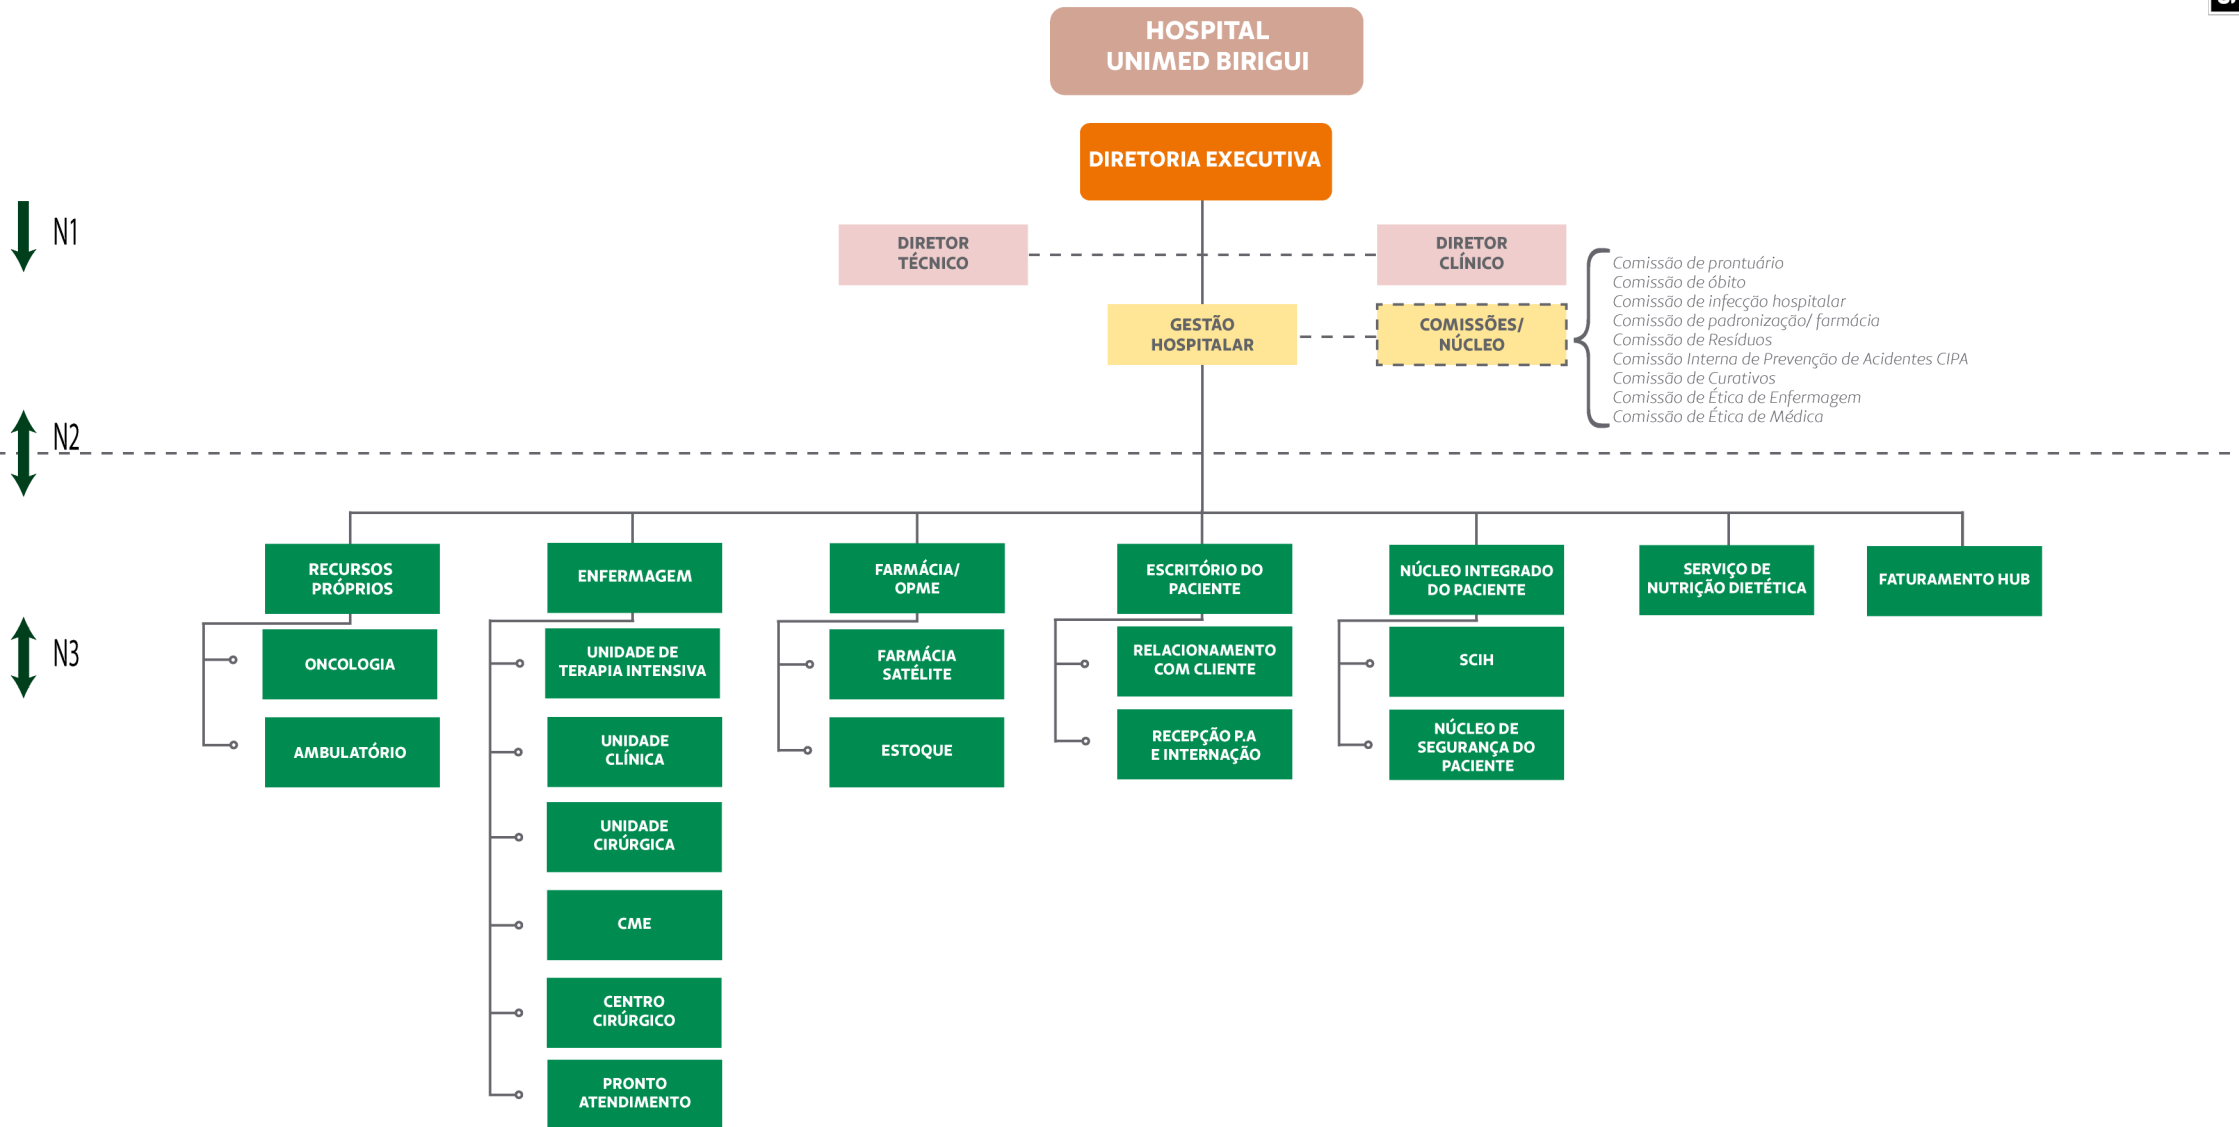 HOSPITAL
UNIMED BIRIGUI
DIRETORIA EXECUTIVA
N1
DIRETOR
TÉCNICO
DIRETOR
CLÍNICO
GESTÃO
HOSPITALAR
COMISSÕES/
NÚCLEO
Comissão de prontuário
Comissão de óbito
Comissão de infecção hospitalar
Comissão de padronização/ farmácia
Comissão de Resíduos
Comissão Interna de Prevenção de Acidentes CIPA
Comissão de Curativos
Comissão de Ética de Enfermagem
Comissão de Ética de Médica
N2
RECURSOS
PRÓPRIOS
ENFERMAGEM
FARMÁCIA/
OPME
ESCRITÓRIO DO
PACIENTE
NÚCLEO INTEGRADO
DO PACIENTE
SERVIÇO DE
NUTRIÇÃO DIETÉTICA
FATURAMENTO HUB
N3
ONCOLOGIA
AMBULATÓRIO
UNIDADE DE
TERAPIA INTENSIVA
UNIDADE
CLÍNICA
UNIDADE
CIRÚRGICA
CME
CENTRO
CIRÚRGICO
PRONTO
ATENDIMENTO
FARMÁCIA
SATÉLITE
ESTOQUE
RELACIONAMENTO
COM CLIENTE
RECEPÇÃO P.A
E INTERNAÇÃO
SCIH
NÚCLEO DE
SEGURANÇA DO
PACIENTE